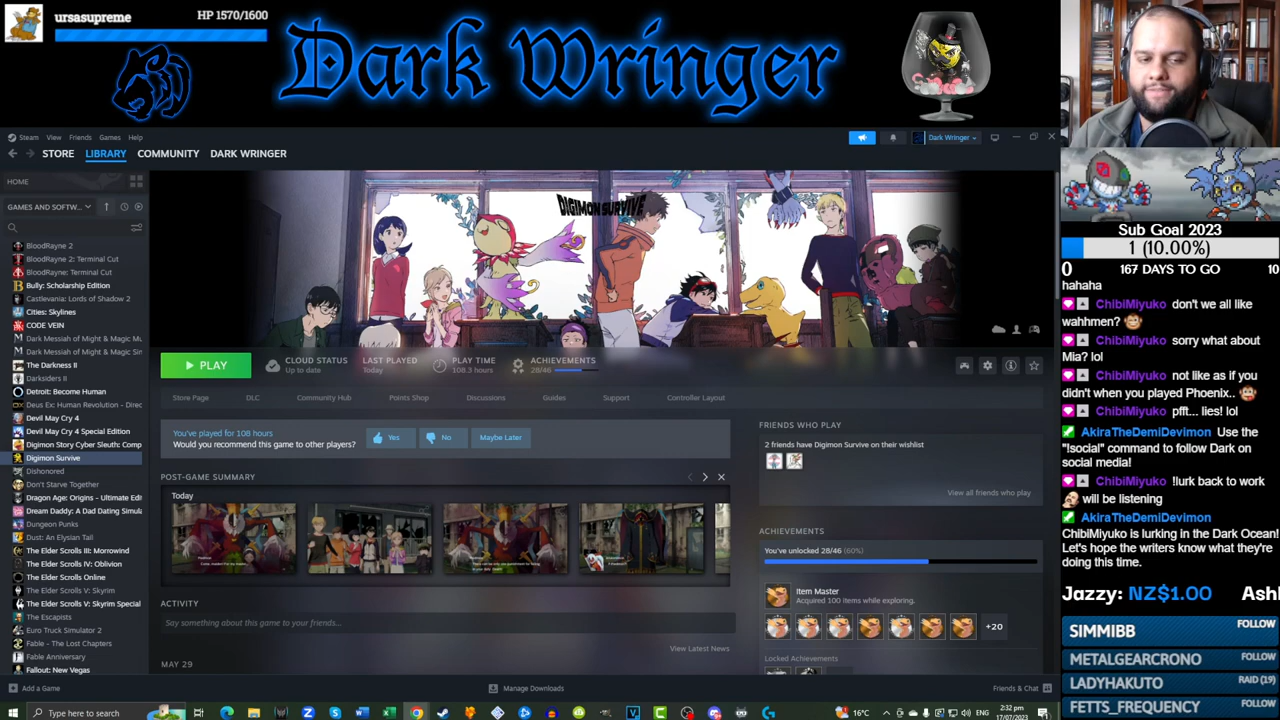 ursasupreme
HP 1570/1600
Dark Wringer
Steam View Friends Games Help
Dark Wringer
STORE LIBRARY COMMUNITY DARK WRINGER
HOME
GAMES AND SOFTW...
BloodRayne 2
BloodRayne 2: Terminal Cut
BloodRayne: Terminal Cut
Bully: Scholarship Edition
Castlevania: Lords of Shadow 2
Cities: Skylines
CODE VEIN
Dark Messiah of Might & Magic Mu
Dark Messiah of Might & Magic Sin
The Darkness II
Darksiders II
Detroit: Become Human
Deus Ex: Human Revolution - Direc
Devil May Cry 4
Devil May Cry 4 Special Edition
Digimon Story Cyber Sleuth: Comp
Digimon Survive
Dishonored
Don't Starve Together
Dragon Age: Origins - Ultimate Edit
Dream Daddy: A Dad Dating Simula
Dungeon Punks
Dust: An Elysian Tail
The Elder Scrolls III: Morrowind
The Elder Scrolls IV: Oblivion
The Elder Scrolls Online
The Elder Scrolls V: Skyrim
The Elder Scrolls V: Skyrim Special
The Escapists
Euro Truck Simulator 2
Fable - The Lost Chapters
Fable Anniversary
Fallout: New Vegas
Add a Game
DIGIMON SURVIVE
PLAY
CLOUD STATUS
Up to date
LAST PLAYED
Today
PLAY TIME
108.3 hours
ACHIEVEMENTS
28/46
Store Page DLC Community Hub Points Shop Discussions Guides Support Controller Layout
You've played for 108 hours
Would you recommend this game to other players?
Yes No Maybe Later
POST-GAME SUMMARY
Today
ACTIVITY
Say something about this game to your friends...
View Latest News
MAY 29
FRIENDS WHO PLAY
2 friends have Digimon Survive on their wishlist
View all friends who play
ACHIEVEMENTS
You've unlocked 28/46 (60%)
Item Master
Acquired 100 items while exploring.
+20
Locked Achievements
Manage Downloads
Friends & Chat
Sub Goal 2023
1 (10.00%)
0 167 DAYS TO GO 10
hahaha
ChibiMiyuko don't we all like
wahhmen?
ChibiMiyuko sorry what about
Mia? lol
ChibiMiyuko not like as if you
didn't when you played Phoenix..
ChibiMiyuko pfft... lies! lol
AkiraTheDemiDevimon Use the
"!social" command to follow Dark on
social media!
ChibiMiyuko !lurk back to work
will be listening
AkiraTheDemiDevimon
ChibiMiyuko is lurking in the Dark Ocean!
Let's hope the writers know what they're
doing this time.
Jazzy: NZ$1.00 Ash
SIMMIBB FOLLOW
METALGEARCRONO FOLLOW
LADYHAKUTO RAID (19)
FETTS_FREQUENCY FOLLOW
Type here to search
16°C
2:32 pm
17/07/2023